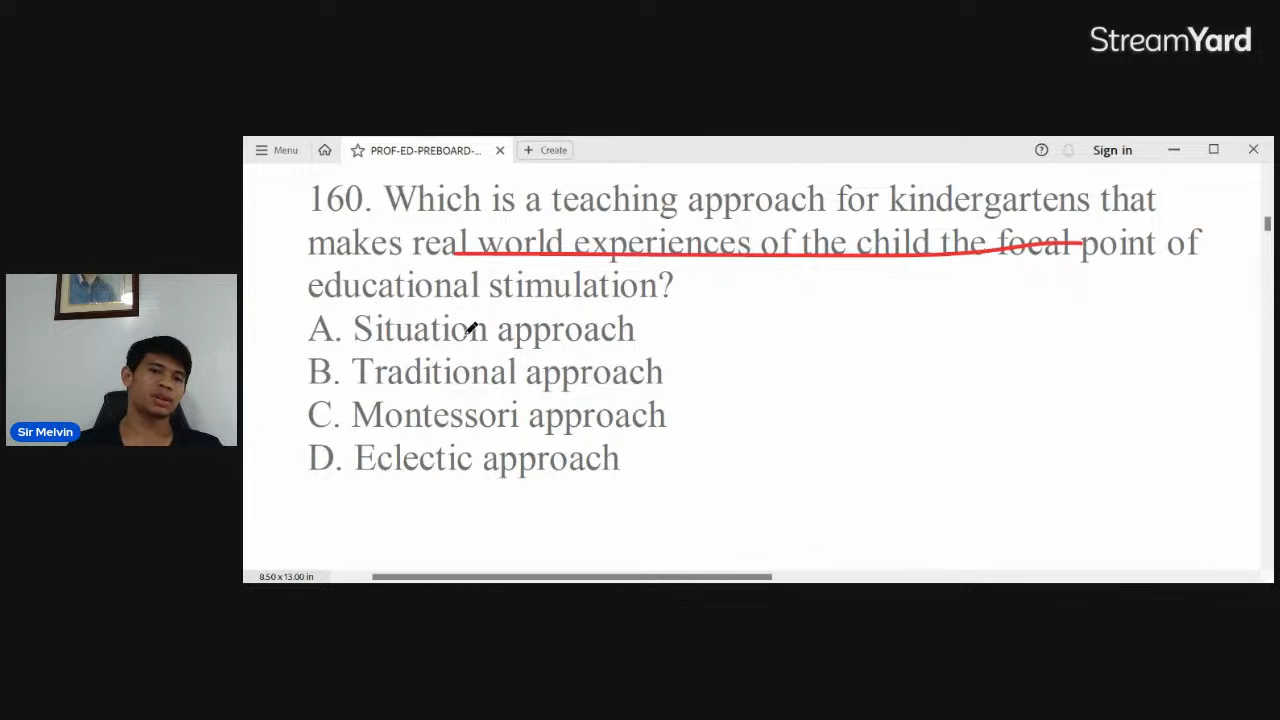 StreamYard
Menu
PROF-ED-PREBOARD-...
Create
Sign in
160. Which is a teaching approach for kindergartens that
makes real world experiences of the child the focal point of
educational stimulation?
A. Situation approach
B. Traditional approach
C. Montessori approach
D. Eclectic approach
Sir Melvin
8.50 x 13.00 in